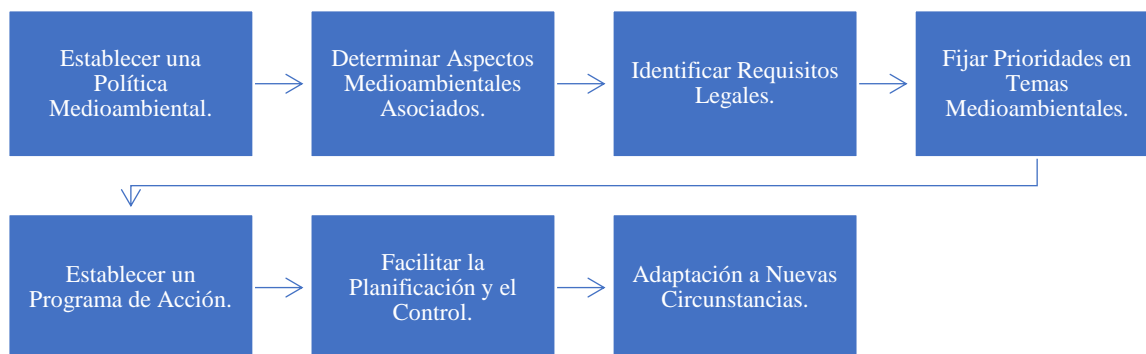 Establecer una
Política
Medioambiental.
Determinar Aspectos
Medioambientales
Asociados.
Identificar Requisitos
Legales.
Fijar Prioridades en
Temas
Medioambientales.
Establecer un
Programa de Acción.
Facilitar la
Planificación y el
Control.
Adaptación a Nuevas
Circunstancias.